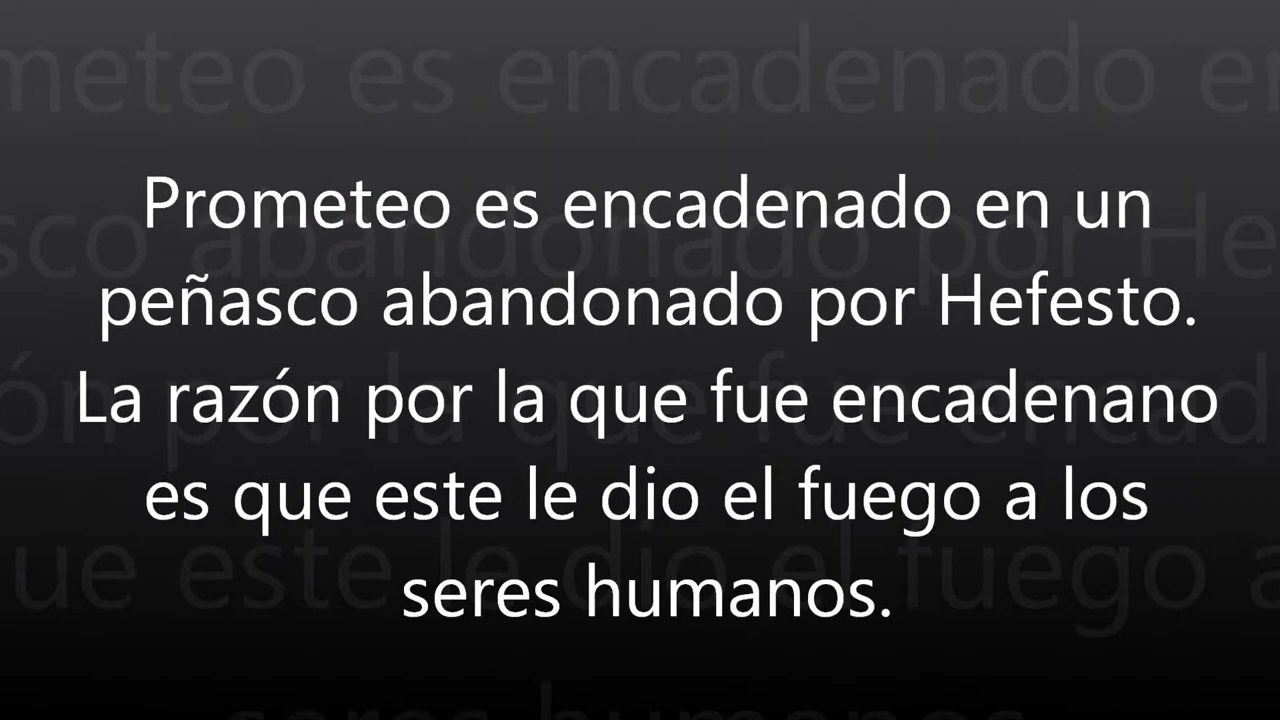 Prometeo es encadenado en un
peñasco abandonado por Hefesto.
La razón por la que fue encadenano
es que este le dio el fuego a los
seres humanos.